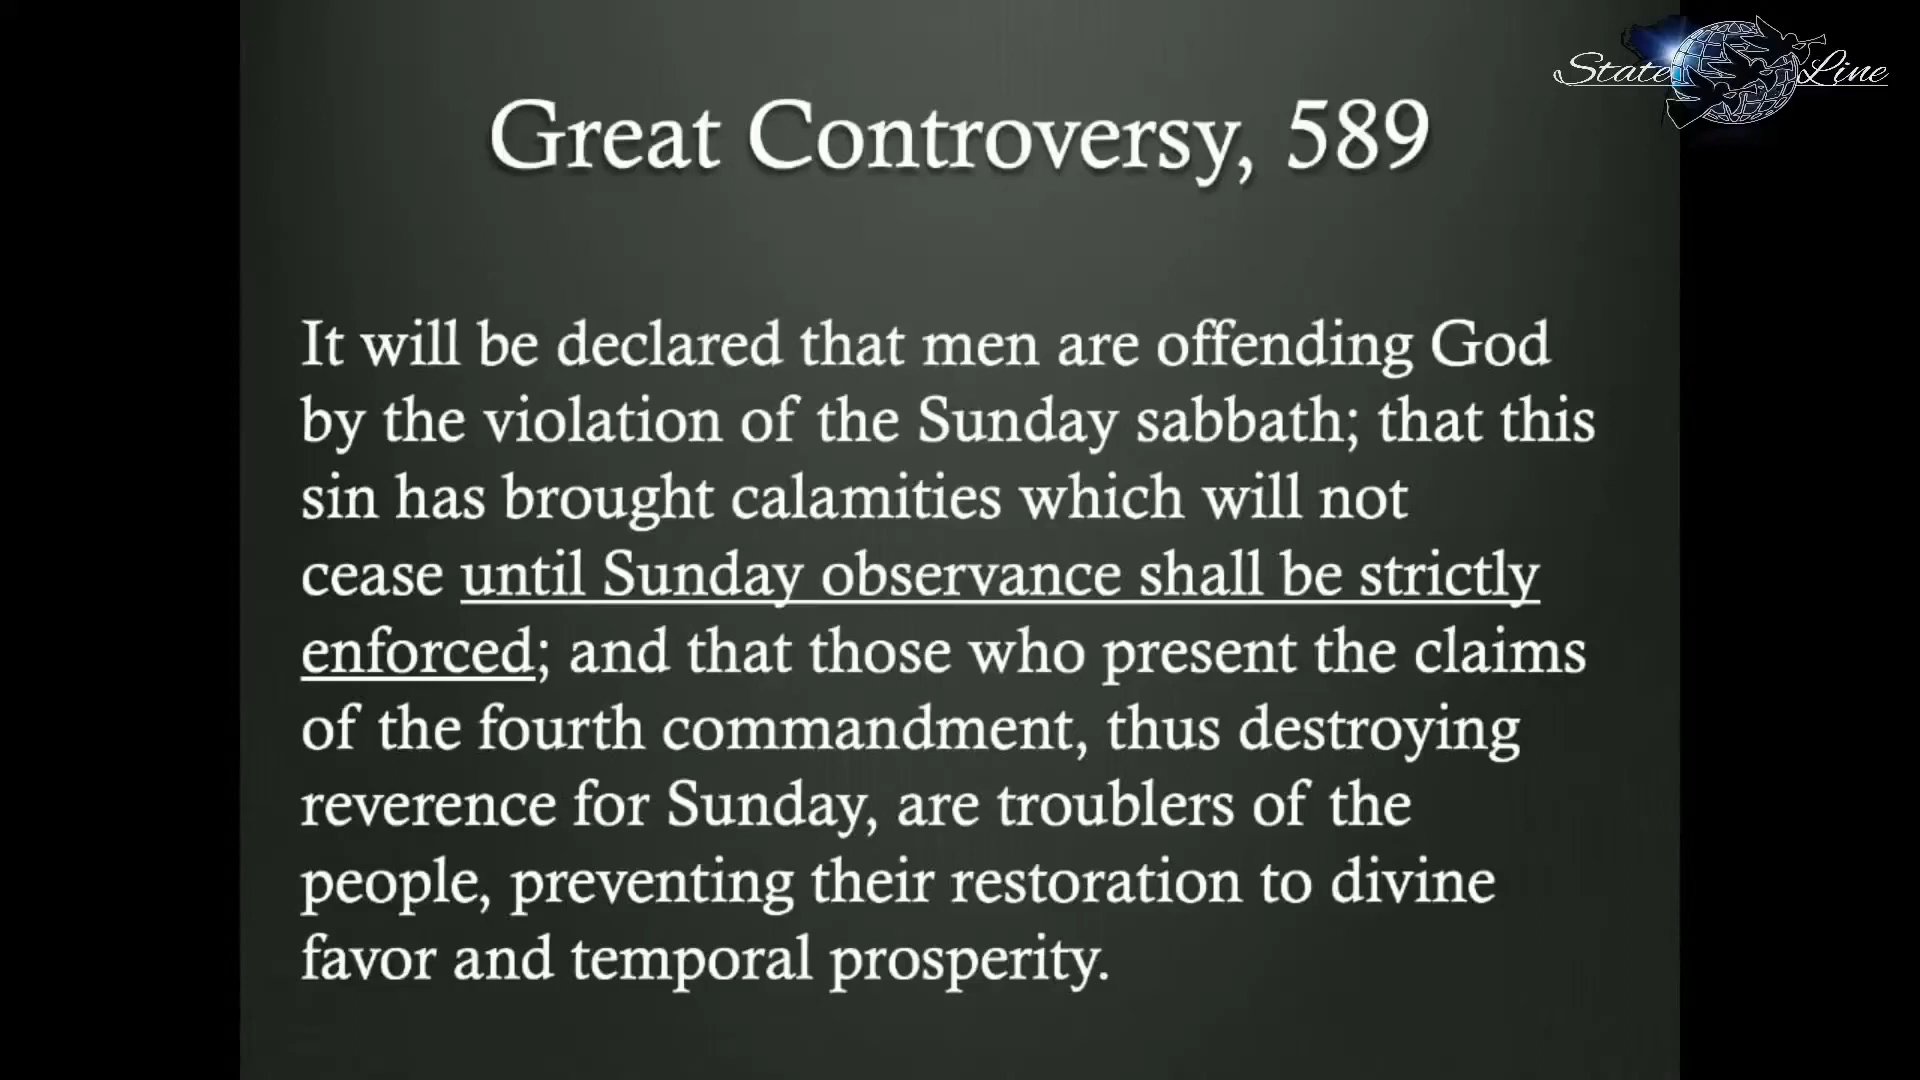 State Line
Great Controversy, 589
It will be declared that men are offending God
by the violation of the Sunday sabbath; that this
sin has brought calamities which will not
cease until Sunday observance shall be strictly
enforced; and that those who present the claims
of the fourth commandment, thus destroying
reverence for Sunday, are troublers of the
people, preventing their restoration to divine
favor and temporal prosperity.